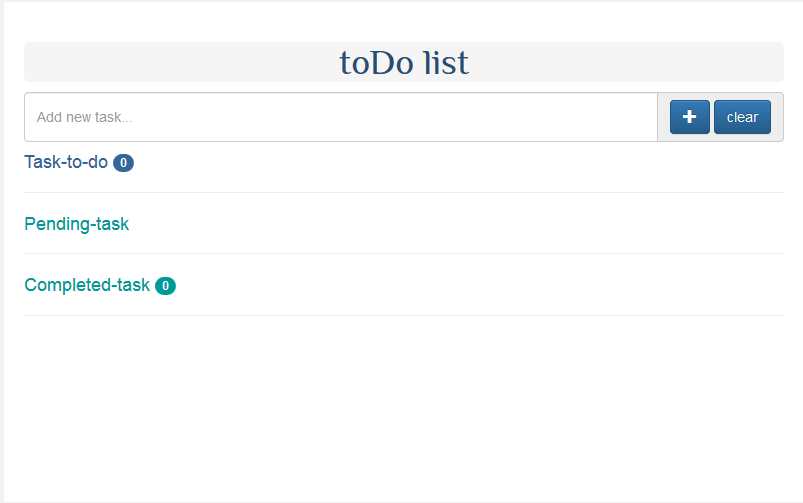 toDo list
Add new task... + clear
Task-to-do 0
Pending-task
Completed-task 0